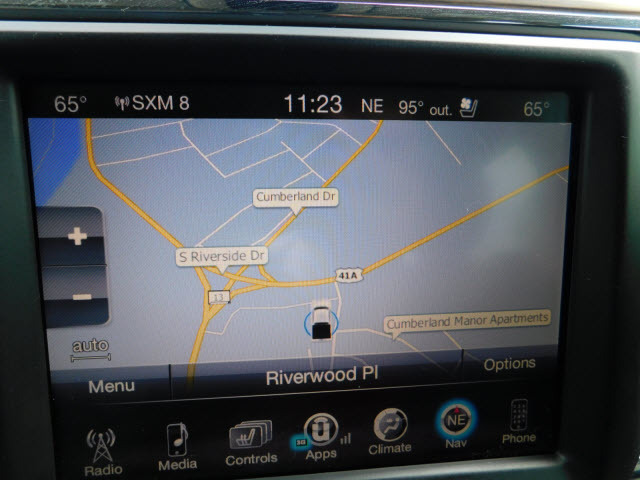 65° SXM 8 11:23 NE 95° out. 65°
Cumberland Dr
S Riverside Dr
41A
13
Cumberland Manor Apartments
+
−
auto
Menu Riverwood Pl Options
Radio Media Controls Apps Climate NE Nav Phone